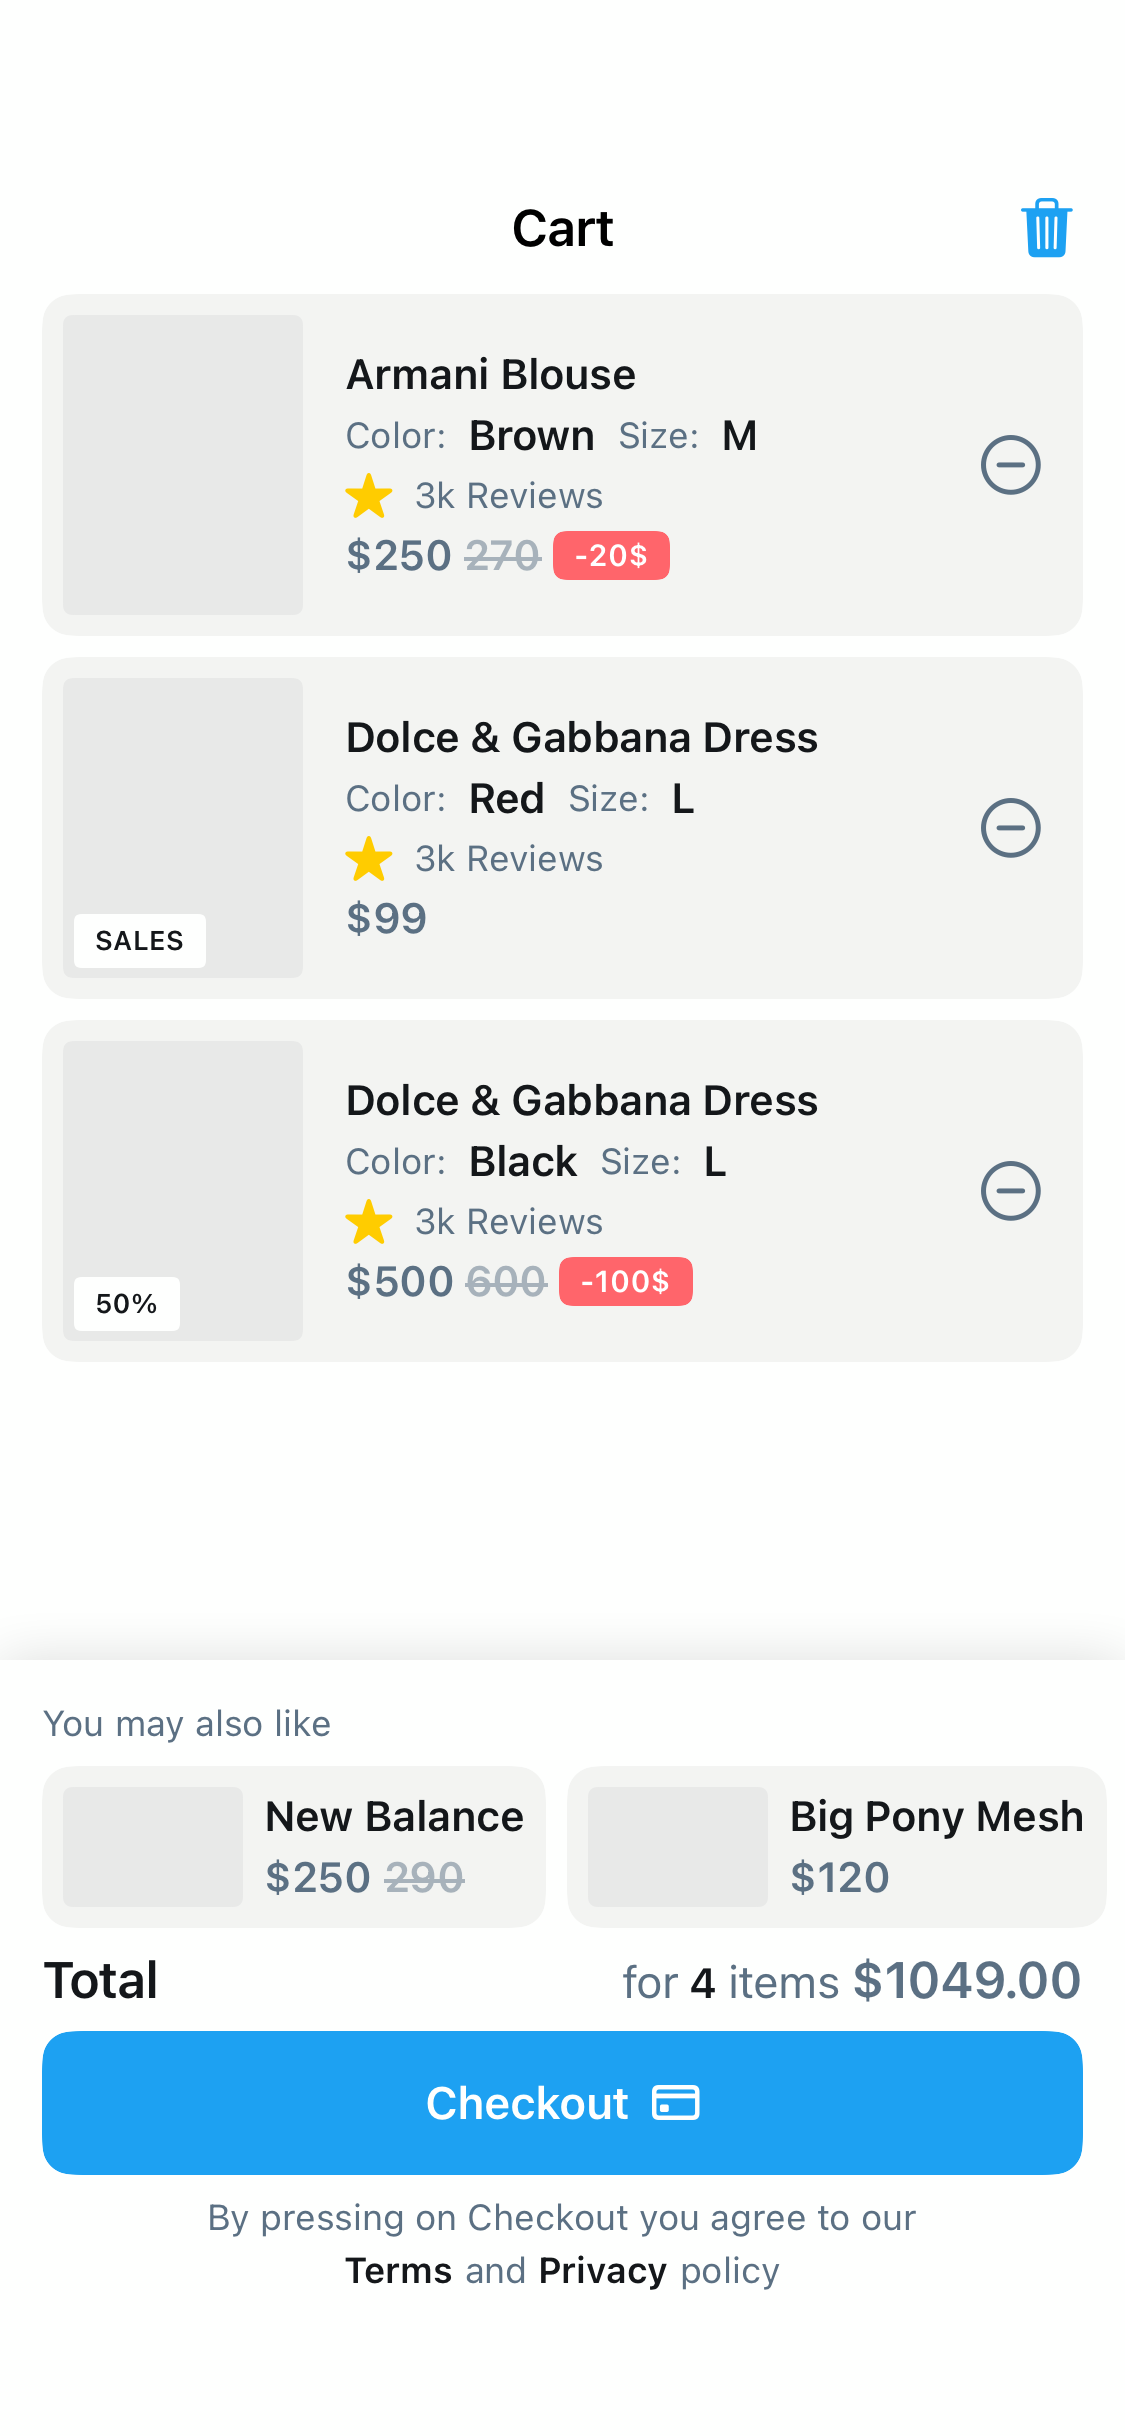 Cart
Armani Blouse
Color: Brown Size: M
3k Reviews
$250 270 -20$
Dolce & Gabbana Dress
Color: Red Size: L
3k Reviews
$99
SALES
Dolce & Gabbana Dress
Color: Black Size: L
3k Reviews
$500 600 -100$
50%
You may also like
New Balance
$250 290
Big Pony Mesh
$120
Total for 4 items $1049.00
Checkout
By pressing on Checkout you agree to our
Terms and Privacy policy